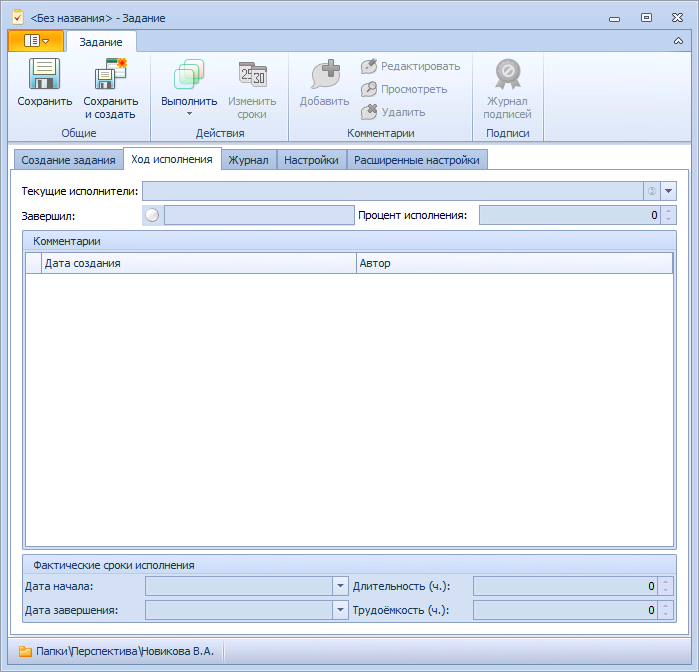 <Без названия> - Задание
Задание
Сохранить
Сохранить
и создать
Общие
Выполнить
Изменить
сроки
Действия
Добавить
Редактировать
Просмотреть
Удалить
Комментарии
Журнал
подписей
Подписи
Создание задания
Ход исполнения
Журнал
Настройки
Расширенные настройки
Текущие исполнители:
Завершил:
Процент исполнения: 0
Комментарии
Дата создания
Автор
Фактические сроки исполнения
Дата начала:
Длительность (ч.): 0
Дата завершения:
Трудоёмкость (ч.): 0
Папки\Перспектива\Новикова В.А.